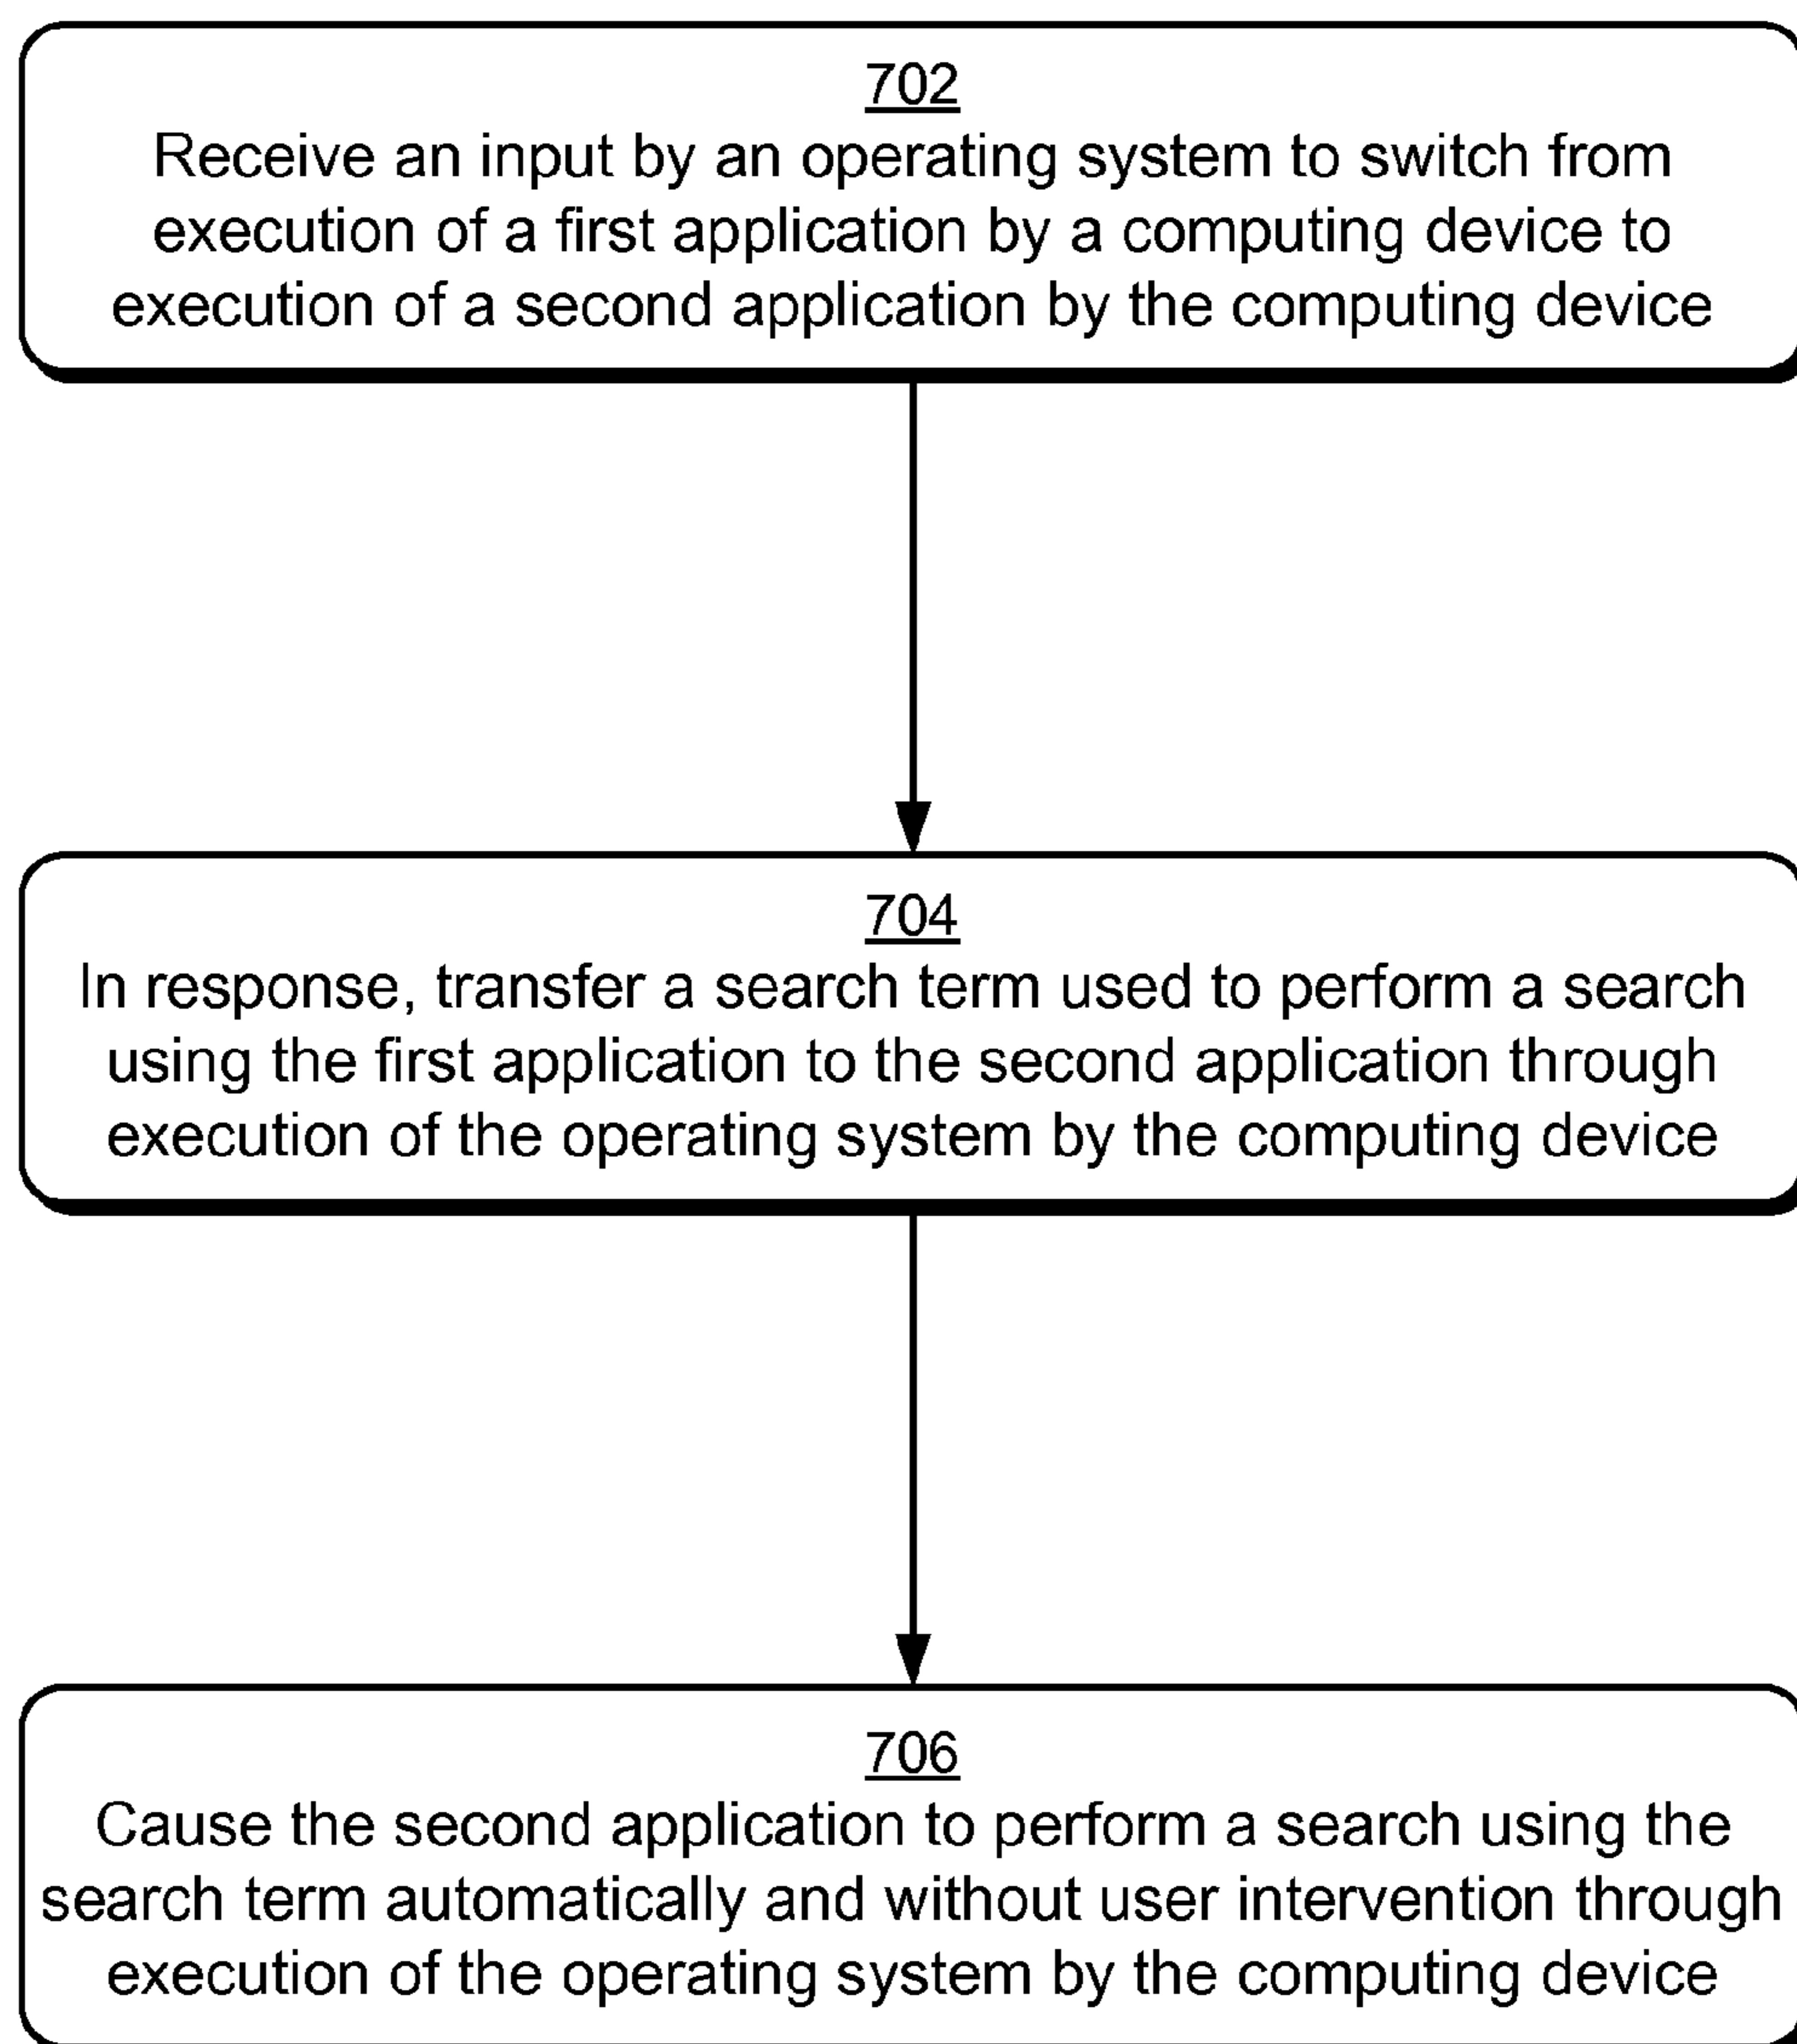 702
Receive an input by an operating system to switch from
execution of a first application by a computing device to
execution of a second application by the computing device
704
In response, transfer a search term used to perform a search
using the first application to the second application through
execution of the operating system by the computing device
706
Cause the second application to perform a search using the
search term automatically and without user intervention through
execution of the operating system by the computing device